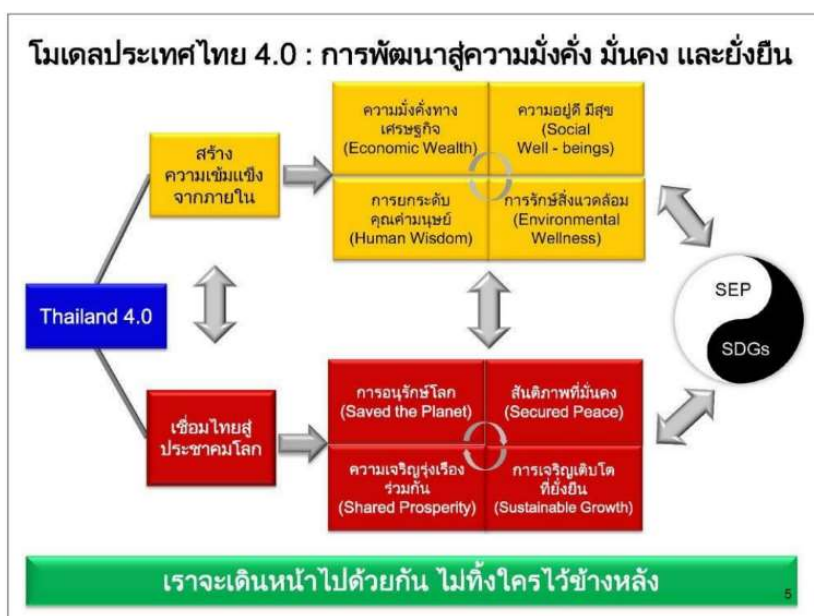 โมเดลประเทศไทย 4.0 : การพัฒนาสู่ความมั่งคั่ง มั่นคง และยั่งยืน
สร้าง
ความเข้มแข็ง
จากภายใน
ความมั่งคั่งทาง
เศรษฐกิจ
(Economic Wealth)
ความอยู่ดี มีสุข
(Social
Well - beings)
การยกระดับ
คุณค่ามนุษย์
(Human Wisdom)
การรักษ์สิ่งแวดล้อม
(Environmental
Wellness)
Thailand 4.0
SEP
SDGs
เชื่อมไทยสู่
ประชาคมโลก
การอนุรักษ์โลก
(Saved the Planet)
สันติภาพที่มั่นคง
(Secured Peace)
ความเจริญรุ่งเรือง
ร่วมกัน
(Shared Prosperity)
การเจริญเติบโต
ที่ยั่งยืน
(Sustainable Growth)
เราจะเดินหน้าไปด้วยกัน ไม่ทิ้งใครไว้ข้างหลัง
5